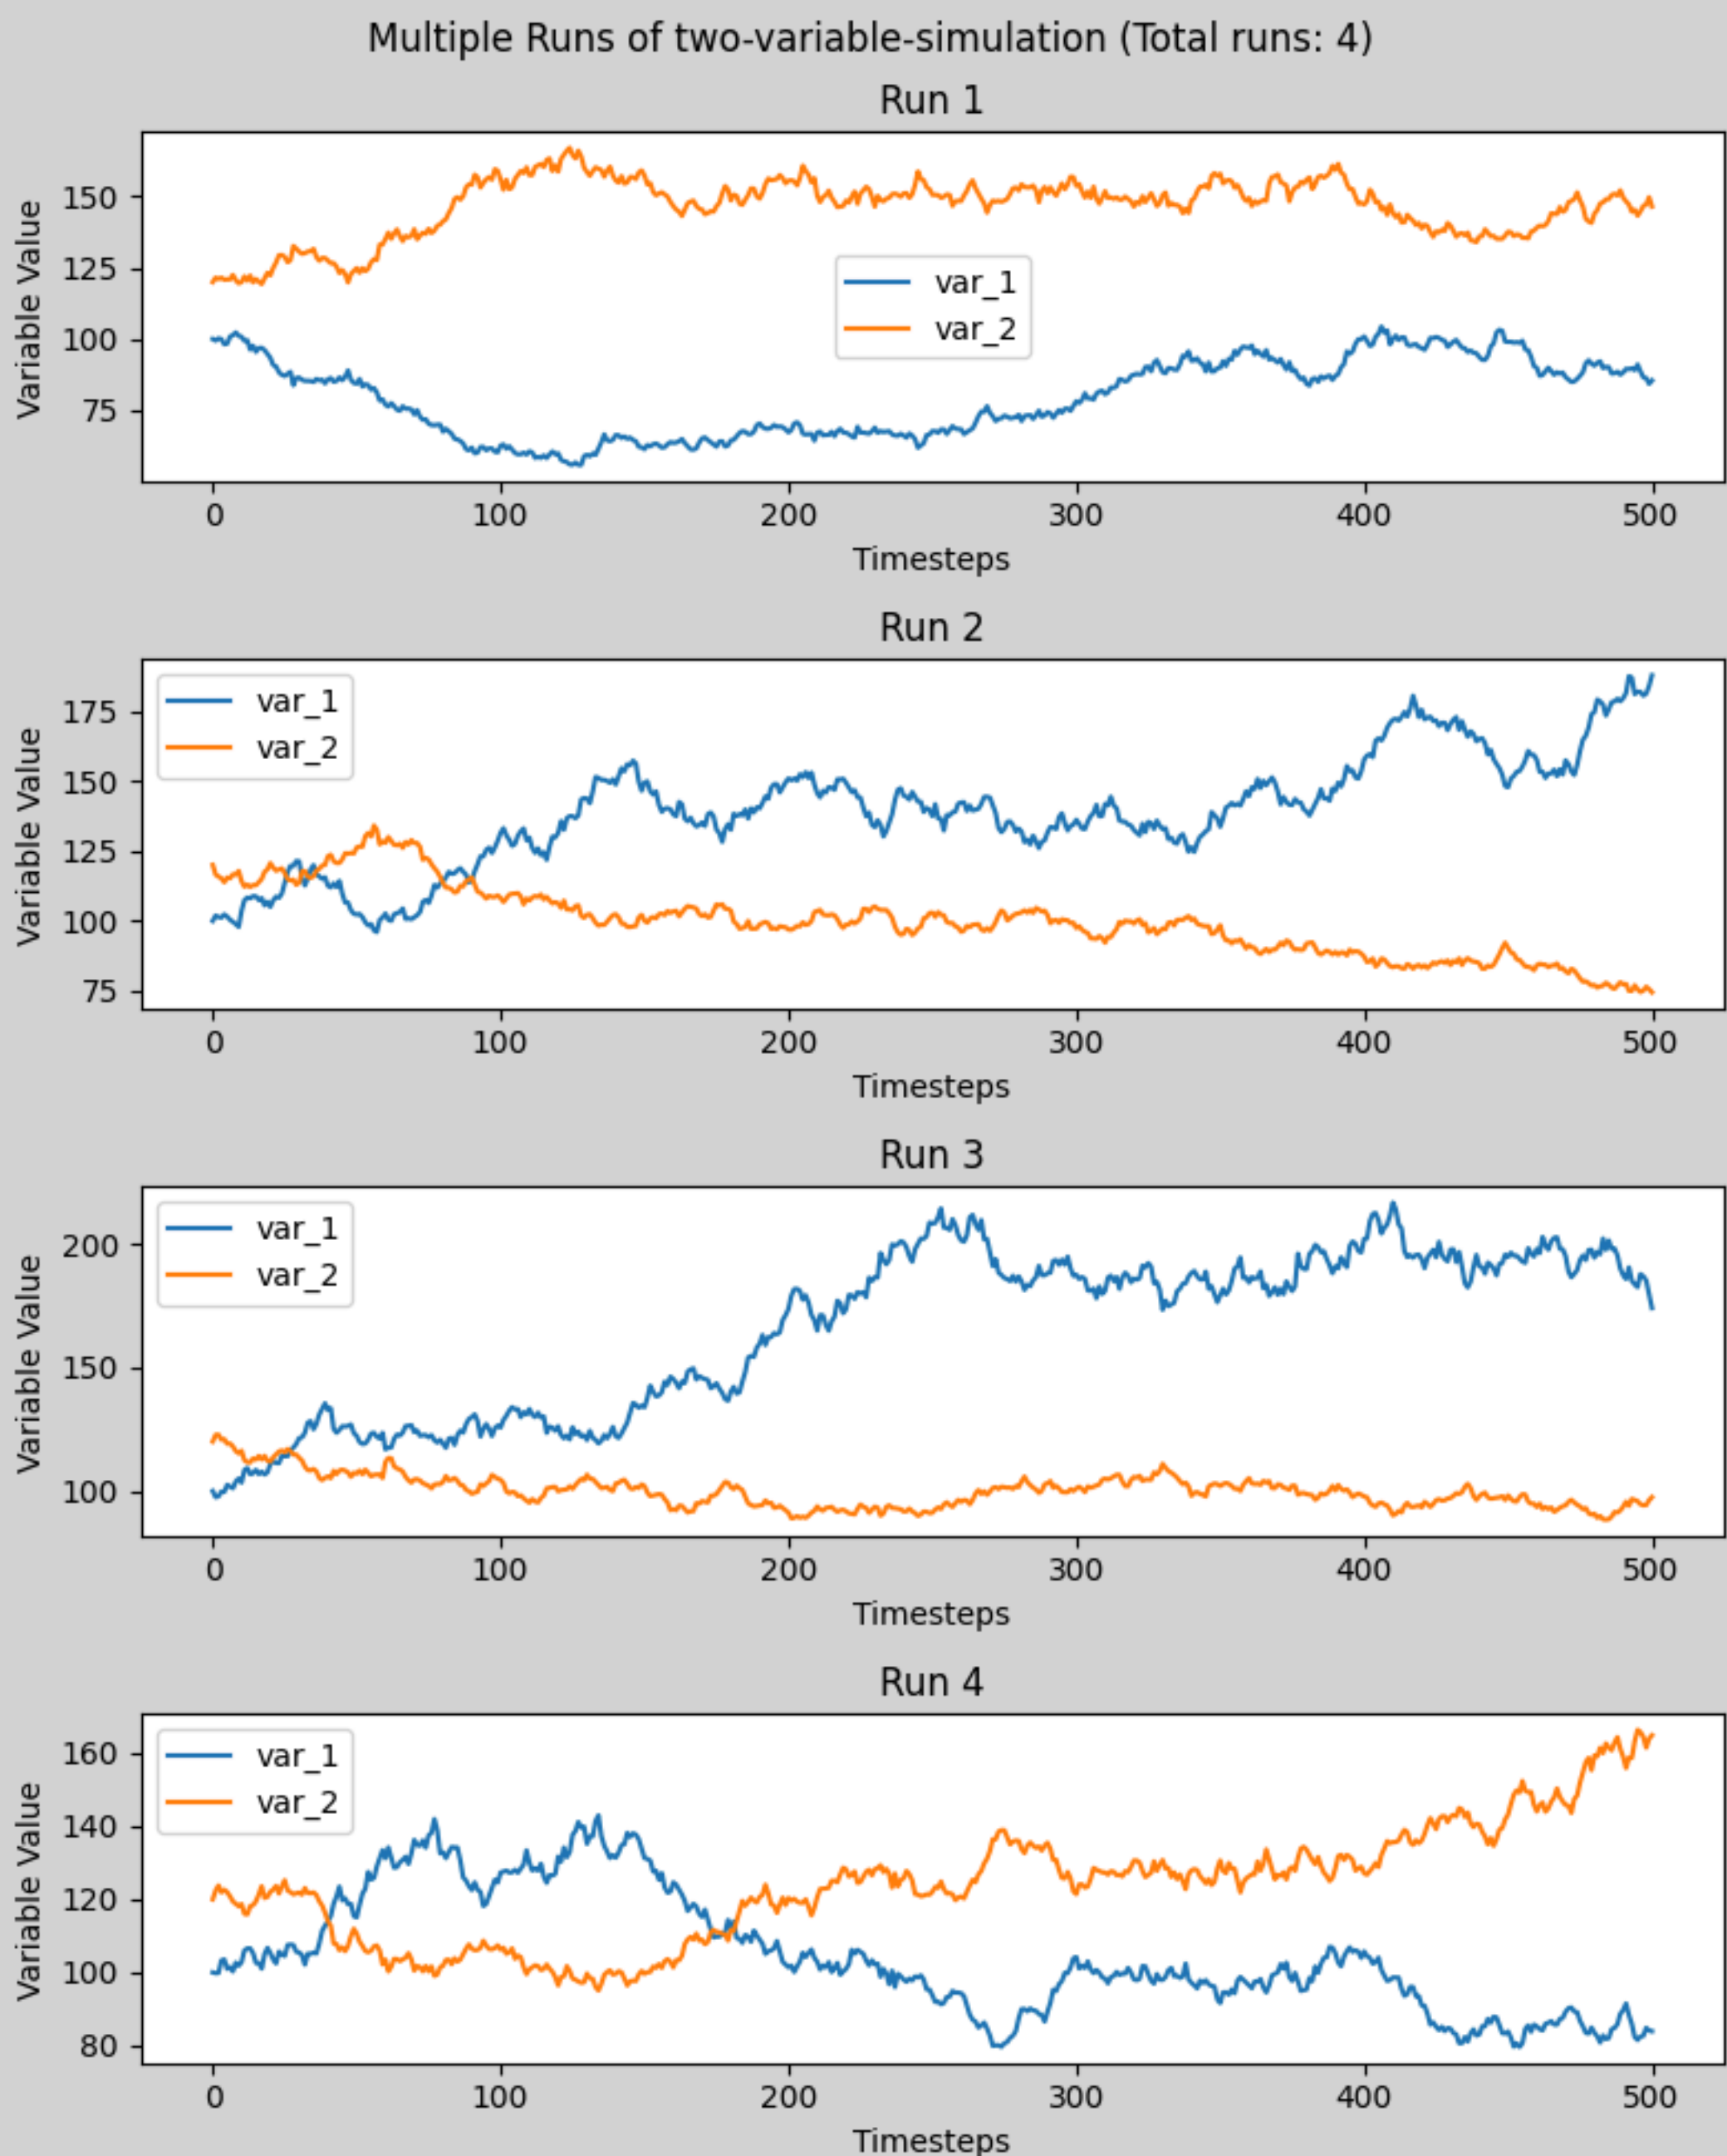 Multiple Runs of two-variable-simulation (Total runs: 4)
Run 1
Variable Value
150
125
100
75
var_1
var_2
0 100 200 300 400 500
Timesteps
Run 2
Variable Value
175
150
125
100
75
var_1
var_2
0 100 200 300 400 500
Timesteps
Run 3
Variable Value
200
150
100
var_1
var_2
0 100 200 300 400 500
Timesteps
Run 4
Variable Value
160
140
120
100
80
var_1
var_2
0 100 200 300 400 500
Timesteps